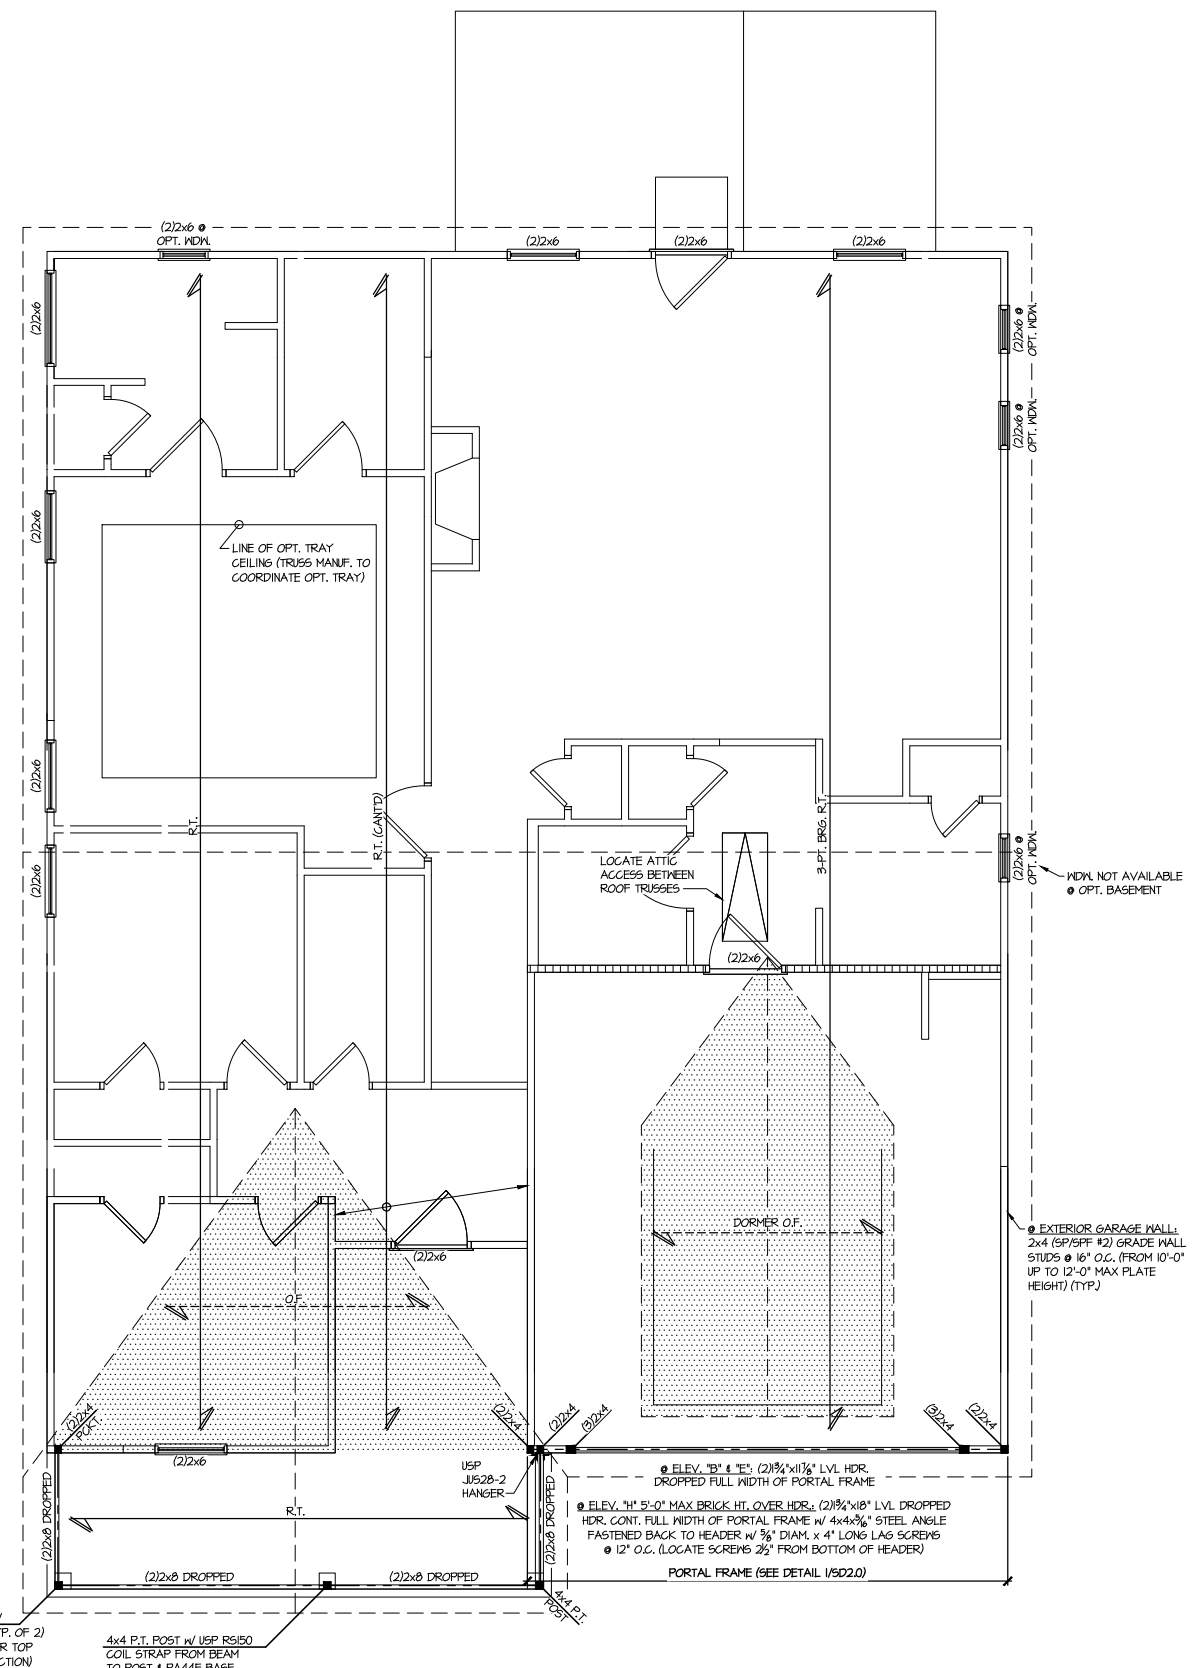 (2)2x6 @
OPT. WDW.
(2)2x6
(2)2x6
(2)2x6
(2)2x6
(2)2x6 @
OPT. WDW.
(2)2x6 @
OPT. WDW.
(2)2x6
LINE OF OPT. TRAY
CEILING (TRUSS MANUF. TO
COORDINATE OPT. TRAY)
(2)2x6
R.T.
R.T. (CANT'D)
3-PT. BRG. R.T.
(2)2x6
LOCATE ATTIC
ACCESS BETWEEN
ROOF TRUSSES
(2)2x6 @
OPT. WDW.
WDW. NOT AVAILABLE
@ OPT. BASEMENT
(2)2x6
DORMER O.F.
@ EXTERIOR GARAGE WALL:
2x4 (SP/SPF #2) GRADE WALL
STUDS @ 16" O.C. (FROM 10'-0"
UP TO 12'-0" MAX PLATE
HEIGHT) (TYP.)
(2)2x6
O.F.
(2)2x4
PCKT.
(2)2x4
(2)2x4
(3)2x4
(3)2x4
(2)2x4
(2)2x6
USP
JUS28-2
HANGER
@ ELEV. "B" & "E": (2)1¾"x11⅞" LVL HDR.
DROPPED FULL WIDTH OF PORTAL FRAME
@ ELEV. "H" 5'-0" MAX BRICK HT. OVER HDR.: (2)1¾"x18" LVL DROPPED
HDR. CONT. FULL WIDTH OF PORTAL FRAME W/ 4x4x5/16" STEEL ANGLE
FASTENED BACK TO HEADER W/ ⅝" DIAM. x 4" LONG LAG SCREWS
@ 12" O.C. (LOCATE SCREWS 2½" FROM BOTTOM OF HEADER)
PORTAL FRAME (SEE DETAIL 1/SD2.0)
(2)2x8 DROPPED
R.T.
(2)2x8 DROPPED
(2)2x8 DROPPED
(2)2x8 DROPPED
4x4 P.T.
POST
P. OF 2)
R TOP
CTION)
4x4 P.T. POST W/ USP RS150
COIL STRAP FROM BEAM
TO POST & PA44E BASE